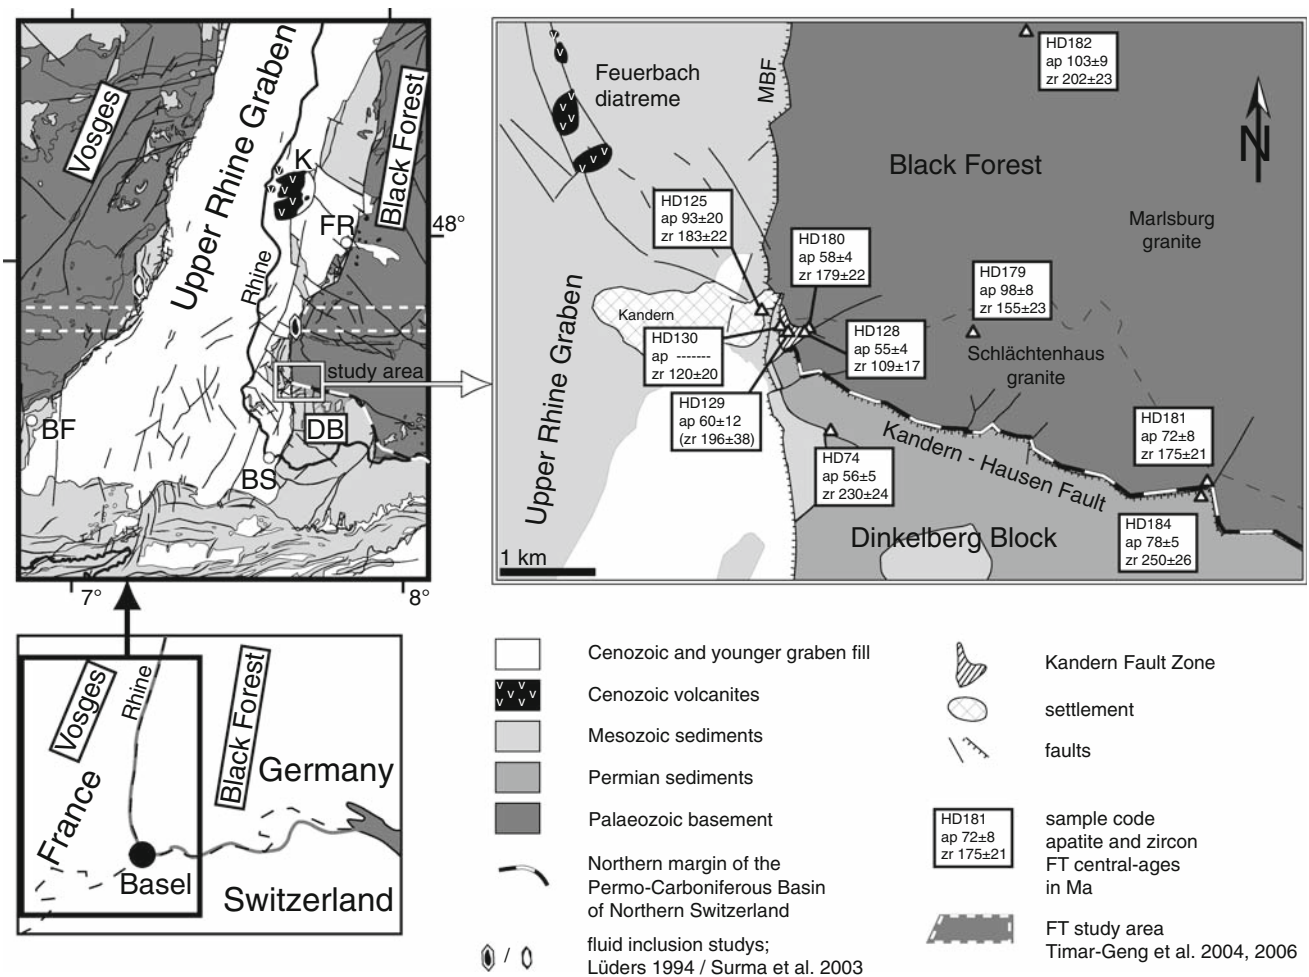 Vosges
Upper Rhine Graben
Rhine
K
FR
Black Forest
48°
study area
BF
DB
BS
7°
8°
Feuerbach
diatreme
MBF
HD182
ap 103±9
zr 202±23
N
Black Forest
Marlsburg
granite
HD125
ap 93±20
zr 183±22
HD180
ap 58±4
zr 179±22
HD179
ap 98±8
zr 155±23
Kandern
HD130
ap -------
zr 120±20
HD128
ap 55±4
zr 109±17
Schlächtenhaus
granite
HD129
ap 60±12
(zr 196±38)
Upper Rhine Graben
HD74
ap 56±5
zr 230±24
Kandern - Hausen Fault
HD181
ap 72±8
zr 175±21
HD184
ap 78±5
zr 250±26
Dinkelberg Block
1 km
Vosges
Rhine
Black Forest
France
Germany
Basel
Switzerland
Cenozoic and younger graben fill
Cenozoic volcanites
Mesozoic sediments
Permian sediments
Palaeozoic basement
Northern margin of the
Permo-Carboniferous Basin
of Northern Switzerland
/
fluid inclusion studys;
Lüders 1994 / Surma et al. 2003
Kandern Fault Zone
settlement
faults
HD181
ap 72±8
zr 175±21
sample code
apatite and zircon
FT central-ages
in Ma
FT study area
Timar-Geng et al. 2004, 2006